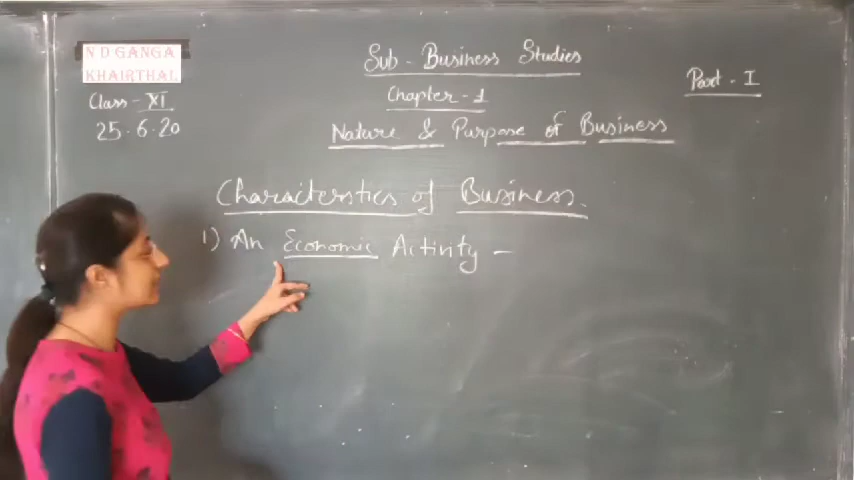 N D GANGA
KHAIRTHAL
Class - XI
25.6.20
Sub - Business Studies
Chapter - 1
Nature & Purpose of Business
Part - I
Characterstics of Business.
1) An Economic Activity -